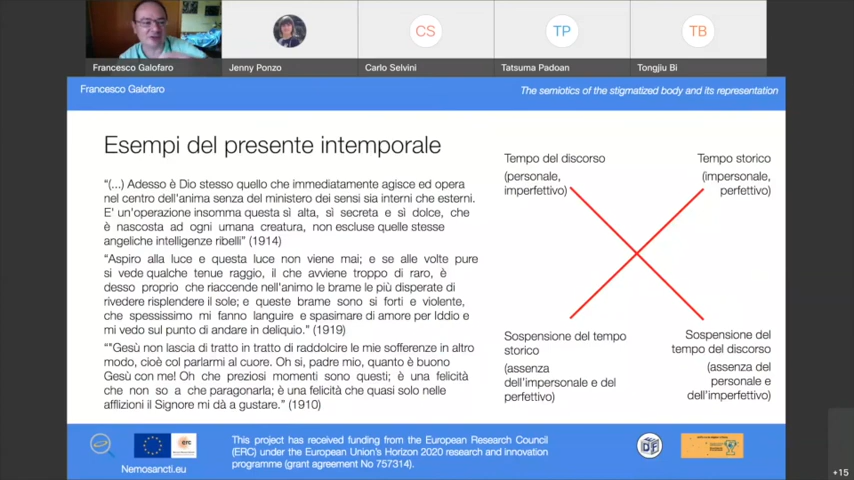 Francesco Galofaro
Jenny Ponzo
CS
Carlo Selvini
TP
Tatsuma Padoan
TB
Tongjiu Bi
Francesco Galofaro
The semiotics of the stigmatized body and its representation
Esempi del presente intemporale
“(...) Adesso è Dio stesso quello che immediatamente agisce ed opera
nel centro dell'anima senza del ministero dei sensi sia interni che esterni.
E' un'operazione insomma questa sì alta, sì secreta e sì dolce, che
è nascosta ad ogni umana creatura, non escluse quelle stesse
angeliche intelligenze ribelli” (1914)
“Aspiro alla luce e questa luce non viene mai; e se alle volte pure
si vede qualche tenue raggio, il che avviene troppo di raro, è
desso proprio che riaccende nell'animo le brame le più disperate di
rivedere risplendere il sole; e queste brame sono si forti e violente,
che spessissimo mi fanno languire e spasimare di amore per Iddio e
mi vedo sul punto di andare in deliquio.” (1919)
“"Gesù non lascia di tratto in tratto di raddolcire le mie sofferenze in altro
modo, cioè col parlarmi al cuore. Oh si, padre mio, quanto è buono
Gesù con me! Oh che preziosi momenti sono questi; è una felicità
che non so a che paragonarla; è una felicità che quasi solo nelle
afflizioni il Signore mi dà a gustare.” (1910)
Tempo del discorso
(personale,
imperfettivo)
Tempo storico
(impersonale,
perfettivo)
Sospensione del tempo
storico
(assenza
dell'impersonale e del
perfettivo)
Sospensione del
tempo del discorso
(assenza del
personale e
dell'imperfettivo)
Nemosancti.eu
erc
This project has received funding from the European Research Council
(ERC) under the European Union's Horizon 2020 research and innovation
programme (grant agreement No 757314).
+15